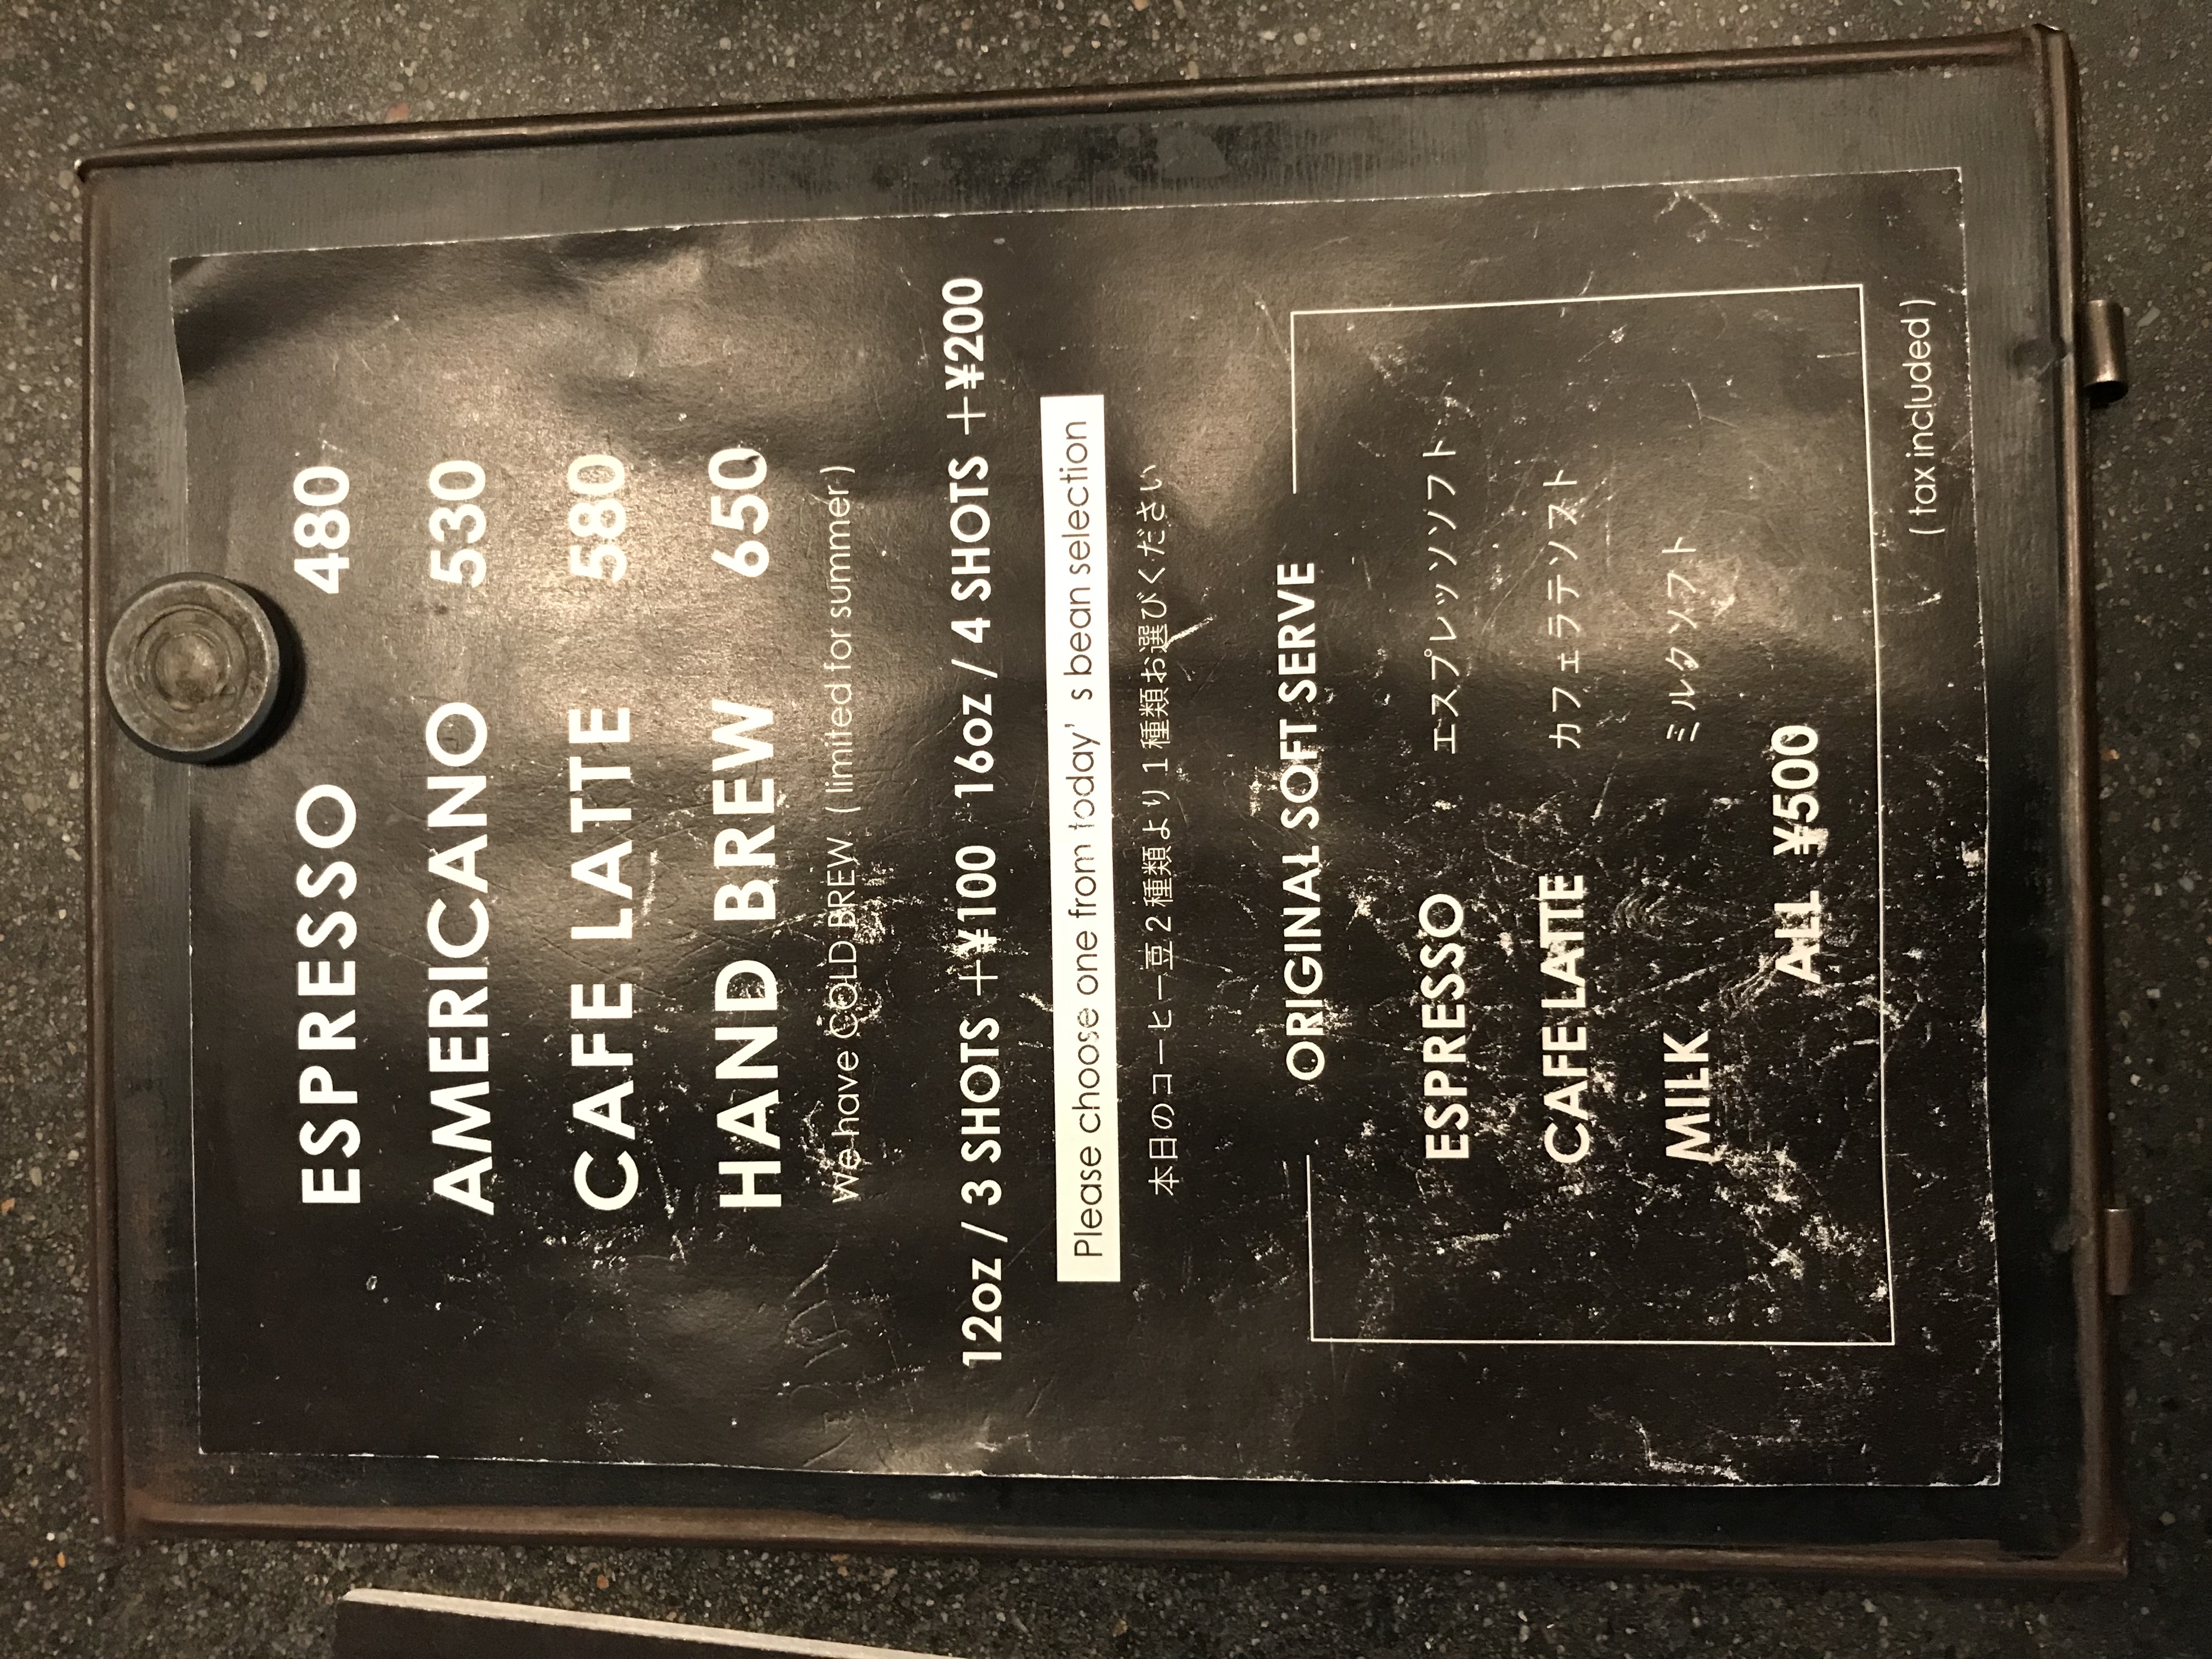 ESPRESSO 480
AMERICANO 530
CAFE LATTE 580
HAND BREW 650
We have COLD BREW ( limited for summer )
12oz / 3 SHOTS +¥100 16oz / 4 SHOTS +¥200
Please choose one from today's bean selection
本日のコーヒー豆2種類より1種類お選びください
ORIGINAL SOFT SERVE
ESPRESSO エスプレッソソフト
CAFE LATTE カフェラテソスト
MILK ミルクソフト
ALL ¥500
( tax included )